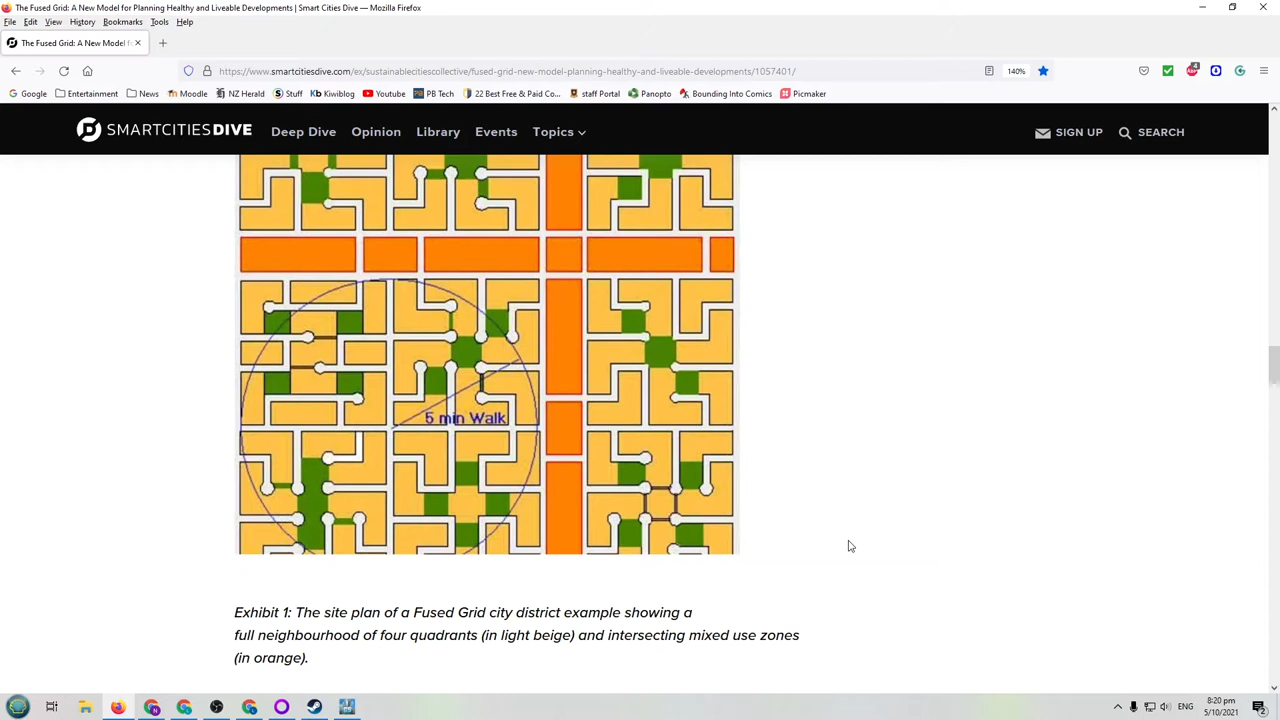 The Fused Grid: A New Model for Planning Healthy and Liveable Developments | Smart Cities Dive — Mozilla Firefox
File Edit View History Bookmarks Tools Help
The Fused Grid: A New Model f
https://www.smartcitiesdive.com/ex/sustainablecitiescollective/fused-grid-new-model-planning-healthy-and-liveable-developments/1057401/
140%
4
Google Entertainment News Moodle NZ Herald Stuff Kiwiblog Youtube PB Tech 22 Best Free & Paid Co... staff Portal Panopto Bounding Into Comics Picmaker
SMARTCITIESDIVE Deep Dive Opinion Library Events Topics SIGN UP SEARCH
5 min Walk
Exhibit 1: The site plan of a Fused Grid city district example showing a
full neighbourhood of four quadrants (in light beige) and intersecting mixed use zones
(in orange).
ENG
8:20 pm
5/10/2021
2